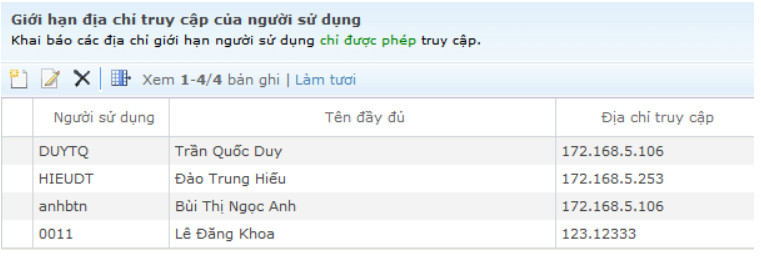 Giới hạn địa chỉ truy cập của người sử dụng
Khai báo các địa chỉ giới hạn người sử dụng chỉ được phép truy cập.
Xem 1-4/4 bản ghi | Làm tươi
Người sử dụng Tên đầy đủ Địa chỉ truy cập
DUYTQ Trần Quốc Duy 172.168.5.106
HIEUDT Đào Trung Hiếu 172.168.5.253
anhbtn Bùi Thị Ngọc Anh 172.168.5.106
0011 Lê Đăng Khoa 123.12333